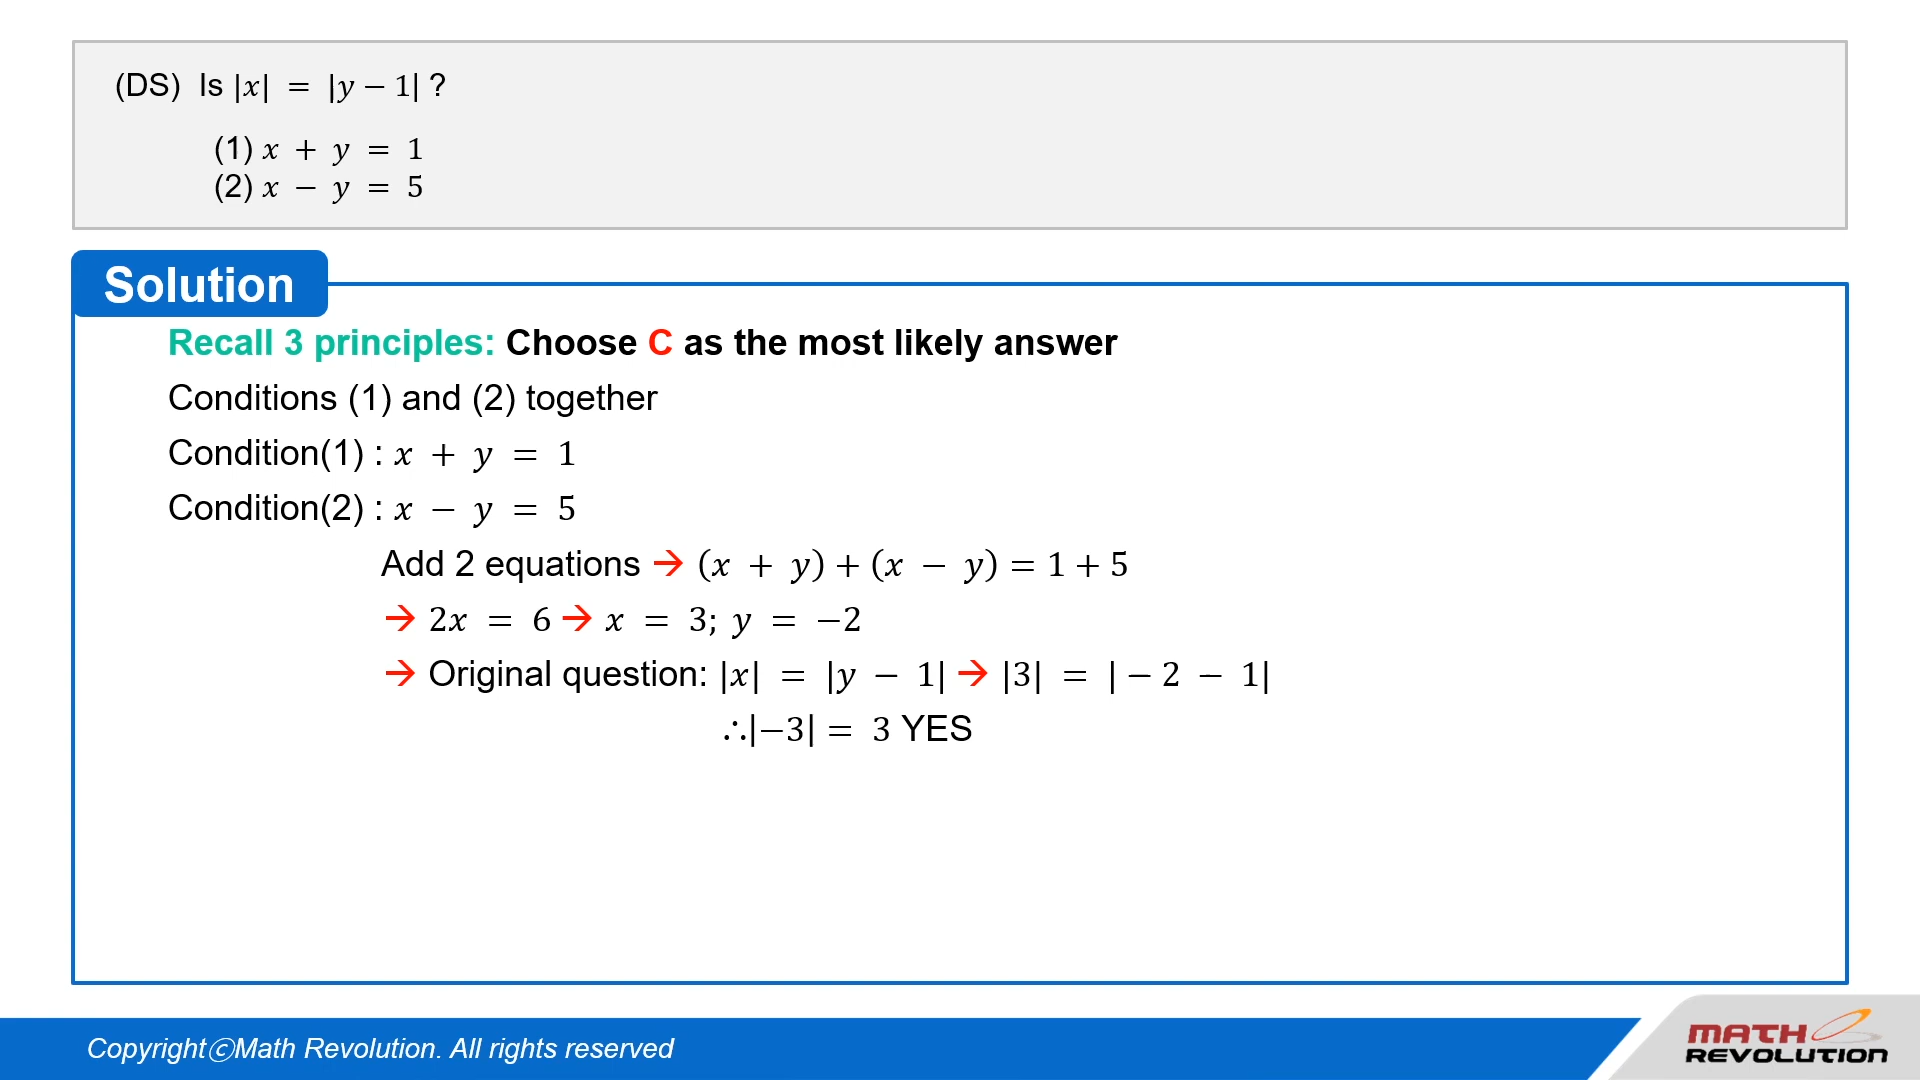 (DS) Is |x| = |y − 1| ?
(1) x + y = 1
(2) x − y = 5
Solution
Recall 3 principles: Choose C as the most likely answer
Conditions (1) and (2) together
Condition(1) : x + y = 1
Condition(2) : x − y = 5
Add 2 equations → (x + y) + (x − y) = 1 + 5
→ 2x = 6 → x = 3; y = −2
→ Original question: |x| = |y − 1| → |3| = | − 2 − 1|
∴|−3| = 3 YES
CopyrightⓒMath Revolution. All rights reserved
MATH
REVOLUTION